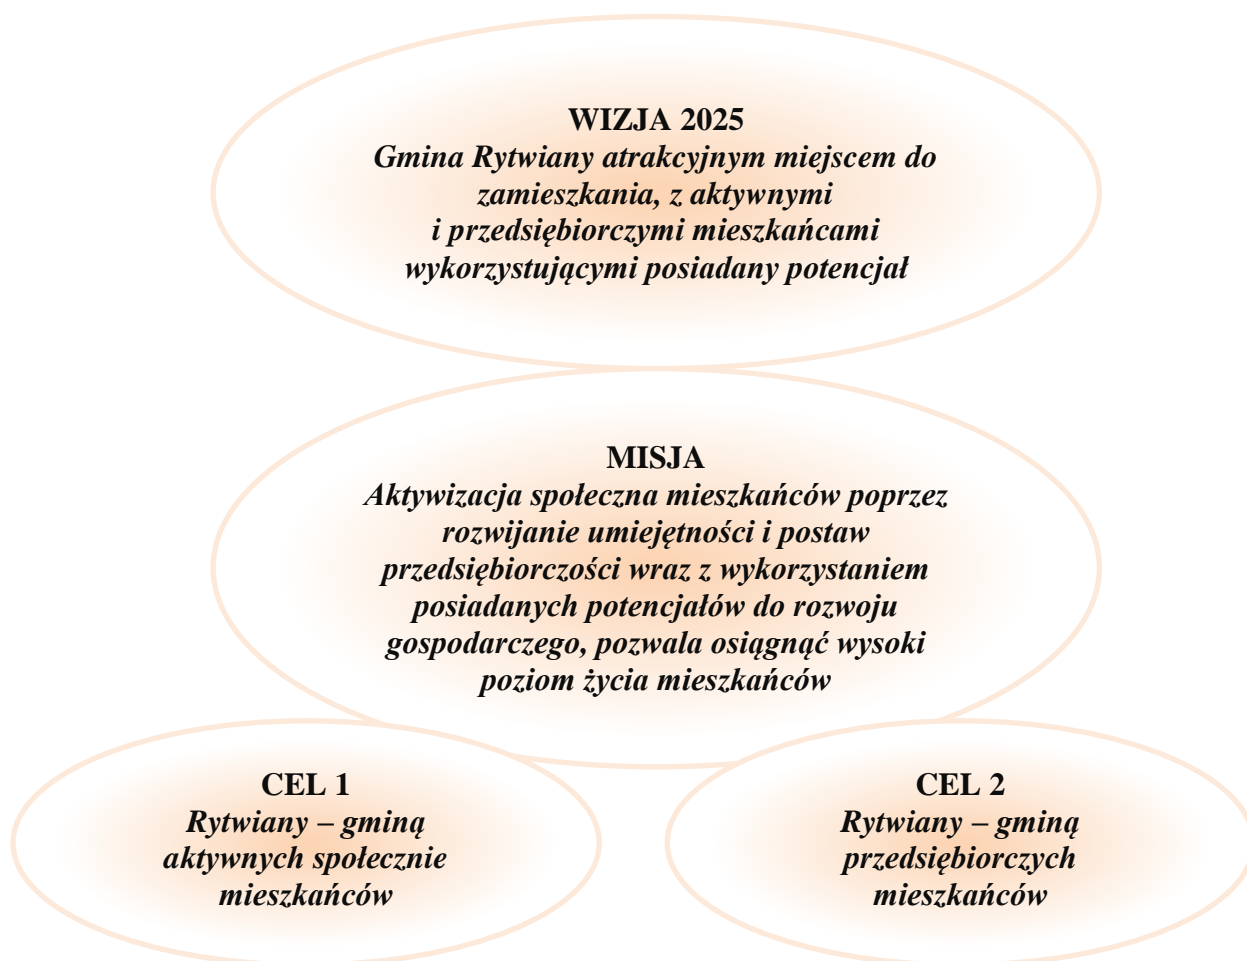 WIZJA 2025
Gmina Rytwiany atrakcyjnym miejscem do
zamieszkania, z aktywnymi
i przedsiębiorczymi mieszkańcami
wykorzystującymi posiadany potencjał
MISJA
Aktywizacja społeczna mieszkańców poprzez
rozwijanie umiejętności i postaw
przedsiębiorczości wraz z wykorzystaniem
posiadanych potencjałów do rozwoju
gospodarczego, pozwala osiągnąć wysoki
poziom życia mieszkańców
CEL 1
Rytwiany – gminą
aktywnych społecznie
mieszkańców
CEL 2
Rytwiany – gminą
przedsiębiorczych
mieszkańców